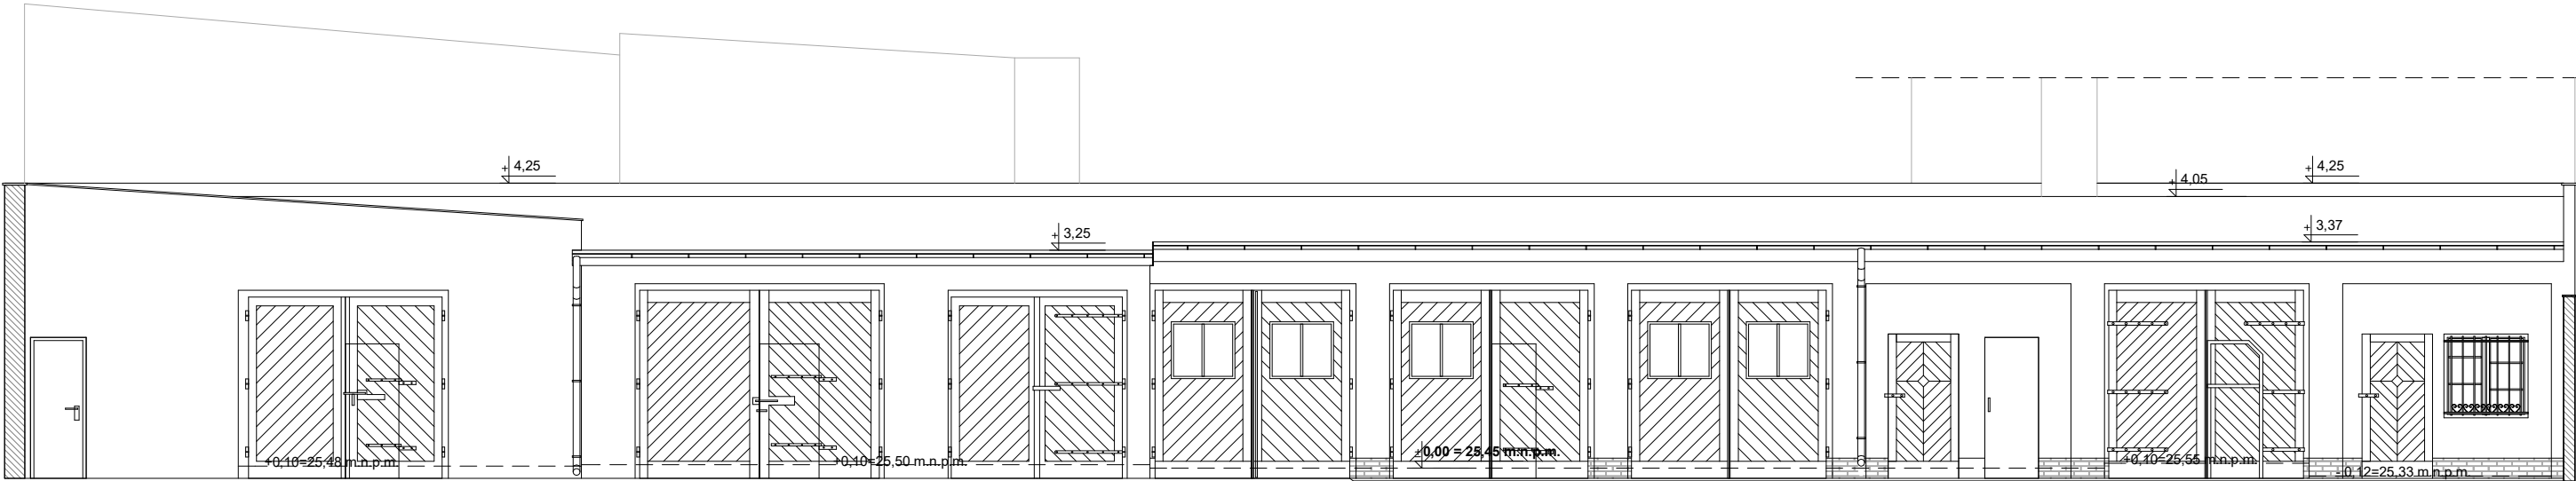 + 4,25
+ 4,25
+ 4,05
+ 3,25
+ 3,37
+0,10=25,48 m.n.p.m.
+0,10=25,50 m.n.p.m.
± 0,00 = 25,45 m.n.p.m.
+0,10=25,55 m.n.p.m.
- 0,12=25,33 m.n.p.m.